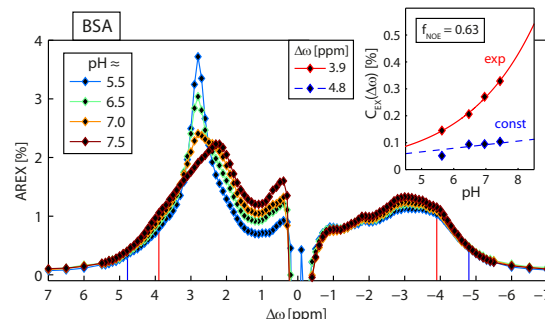 BSA
pH ≈
5.5
6.5
7.0
7.5
Δω [ppm]
3.9
4.8
AREX [%]
4
3
2
1
0
7 6 5 4 3 2 1 0 −1 −2 −3 −4 −5 −6 −7
Δω [ppm]
f_NOE = 0.63
exp
const
C_EX(Δω) [%]
0.5
0.4
0.3
0.2
0.1
0
5 6 7 8
pH